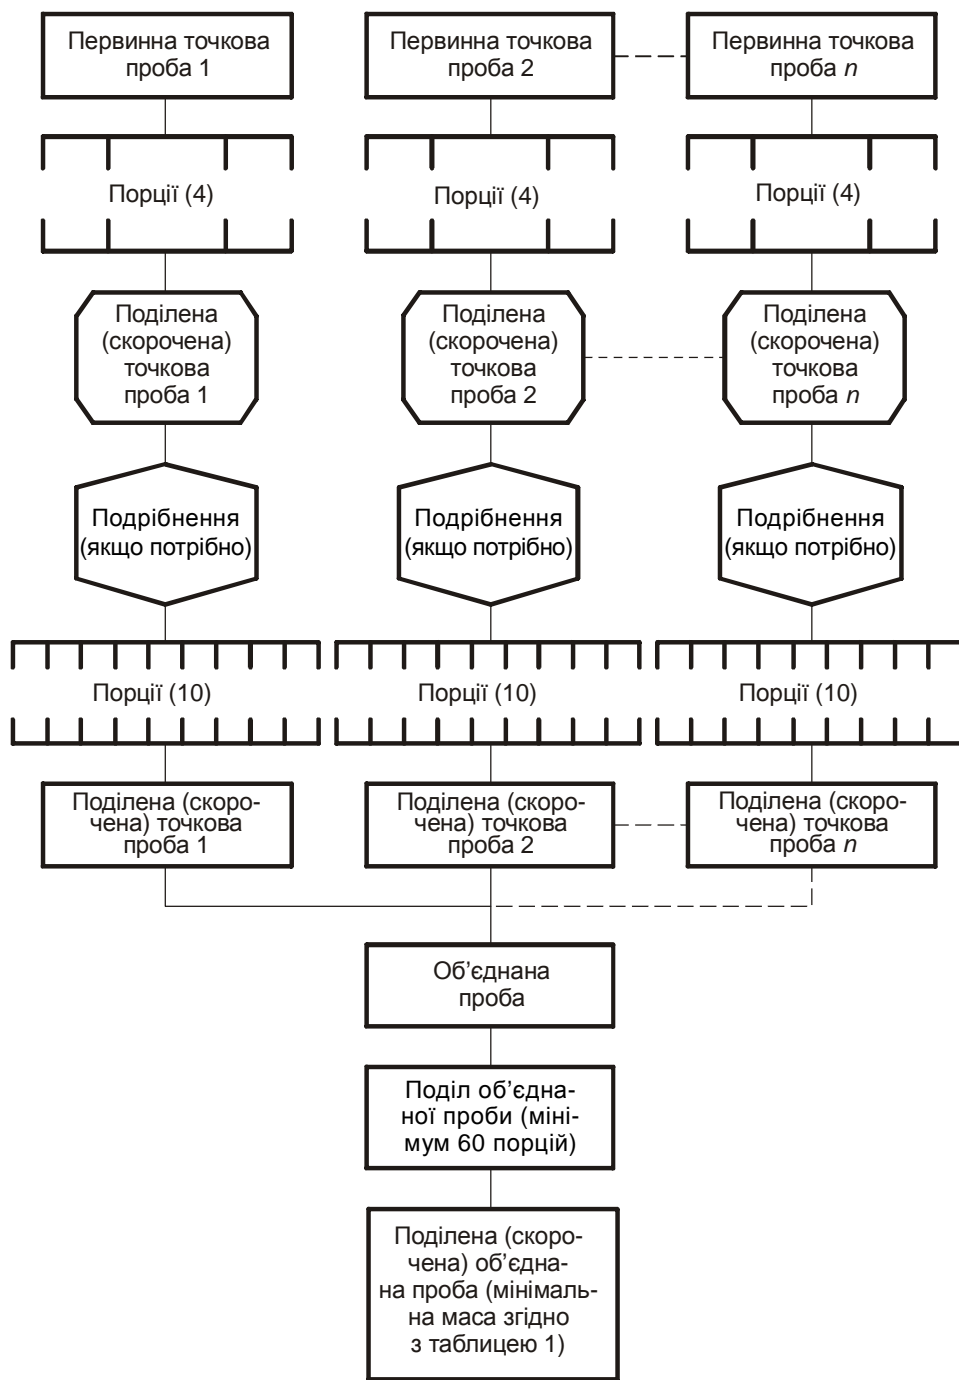 Первинна точкова
проба 1
Первинна точкова
проба 2
Первинна точкова
проба n
Порції (4)
Порції (4)
Порції (4)
Поділена
(скорочена)
точкова
проба 1
Поділена
(скорочена)
точкова
проба 2
Поділена
(скорочена)
точкова
проба n
Подрібнення
(якщо потрібно)
Подрібнення
(якщо потрібно)
Подрібнення
(якщо потрібно)
Порції (10)
Порції (10)
Порції (10)
Поділена (скоро-
чена) точкова
проба 1
Поділена (скоро-
чена) точкова
проба 2
Поділена (скоро-
чена) точкова
проба n
Об’єднана
проба
Поділ об’єдна-
ної проби (міні-
мум 60 порцій)
Поділена (скоро-
чена) об’єдна-
на проба (мінімаль-
на маса згідно
з таблицею 1)